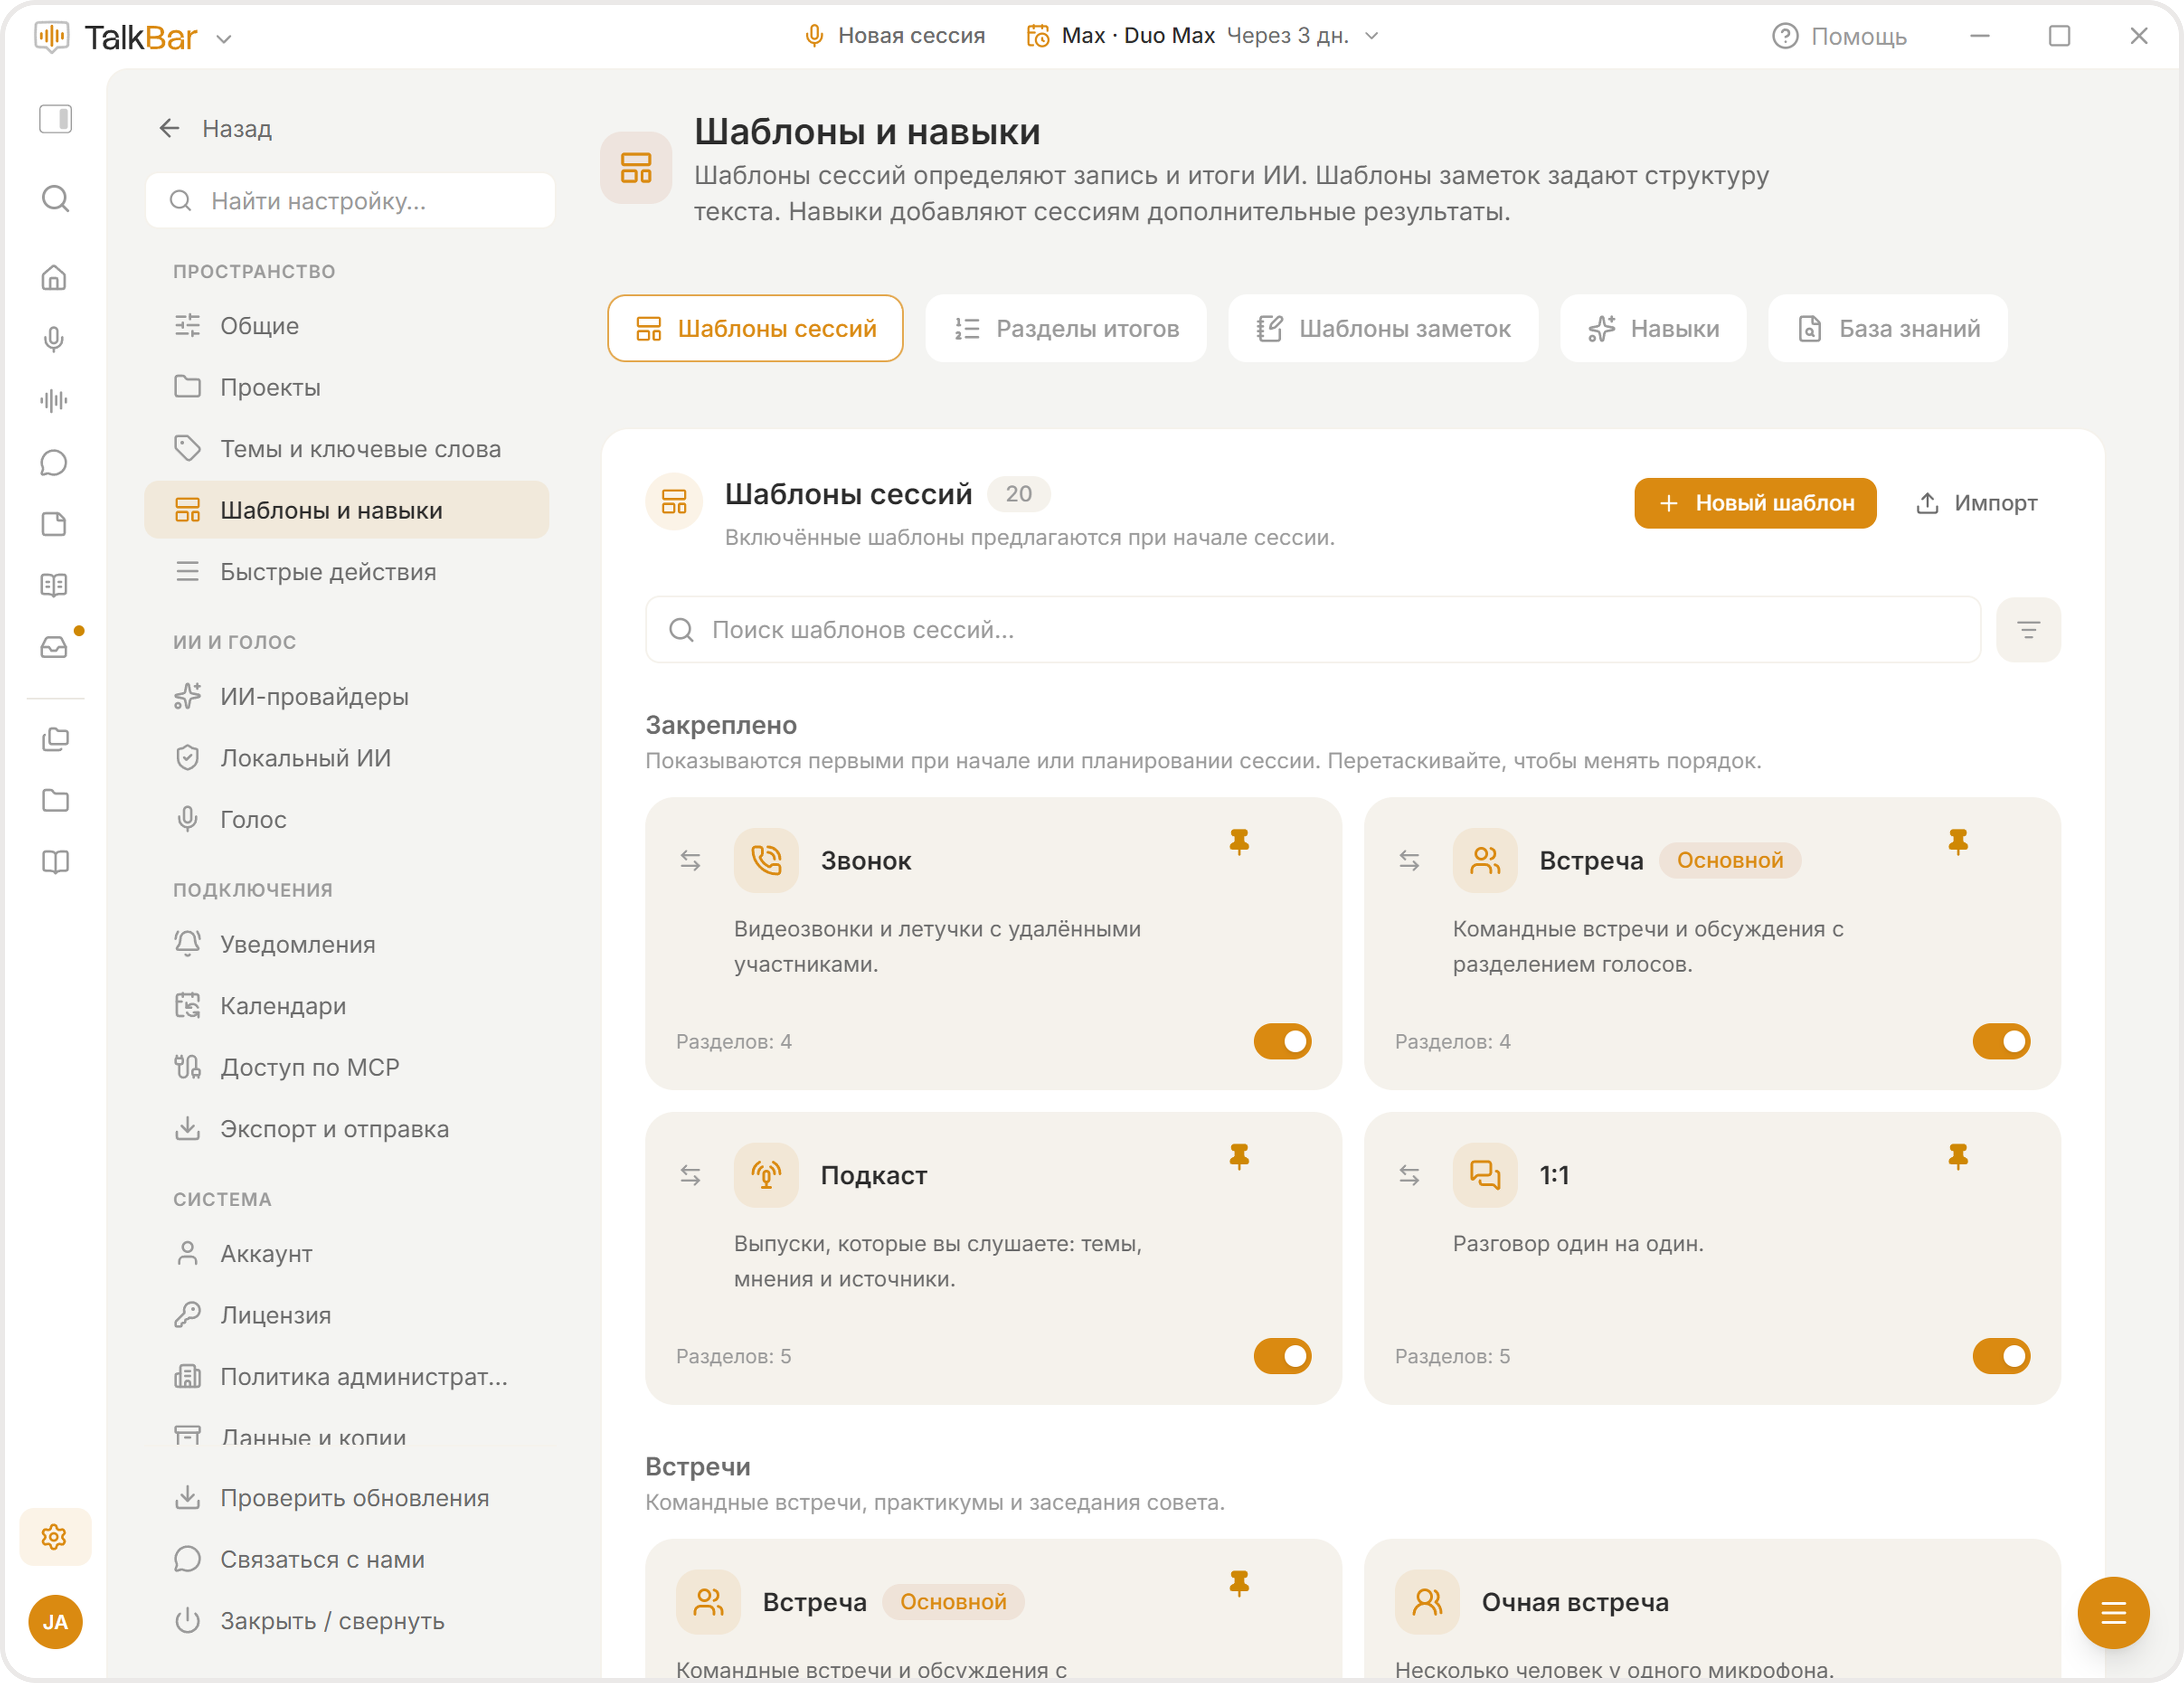 TalkBar
Новая сессия
Max · Duo Max Через 3 дн.
Помощь
Назад
Найти настройку...
ПРОСТРАНСТВО
Общие
Проекты
Темы и ключевые слова
Шаблоны и навыки
Быстрые действия
ИИ И ГОЛОС
ИИ-провайдеры
Локальный ИИ
Голос
ПОДКЛЮЧЕНИЯ
Уведомления
Календари
Доступ по MCP
Экспорт и отправка
СИСТЕМА
Аккаунт
Лицензия
Политика администрат...
Данные и копии
Проверить обновления
Связаться с нами
Закрыть / свернуть
JA
Шаблоны и навыки
Шаблоны сессий определяют запись и итоги ИИ. Шаблоны заметок задают структуру
текста. Навыки добавляют сессиям дополнительные результаты.
Шаблоны сессий
Разделы итогов
Шаблоны заметок
Навыки
База знаний
Шаблоны сессий 20
Включённые шаблоны предлагаются при начале сессии.
Новый шаблон
Импорт
Поиск шаблонов сессий...
Закреплено
Показываются первыми при начале или планировании сессии. Перетаскивайте, чтобы менять порядок.
Звонок
Видеозвонки и летучки с удалёнными
участниками.
Разделов: 4
Встреча Основной
Командные встречи и обсуждения с
разделением голосов.
Разделов: 4
Подкаст
Выпуски, которые вы слушаете: темы,
мнения и источники.
Разделов: 5
1:1
Разговор один на один.
Разделов: 5
Встречи
Командные встречи, практикумы и заседания совета.
Встреча Основной
Командные встречи и обсуждения с
Очная встреча
Несколько человек у одного микрофона.